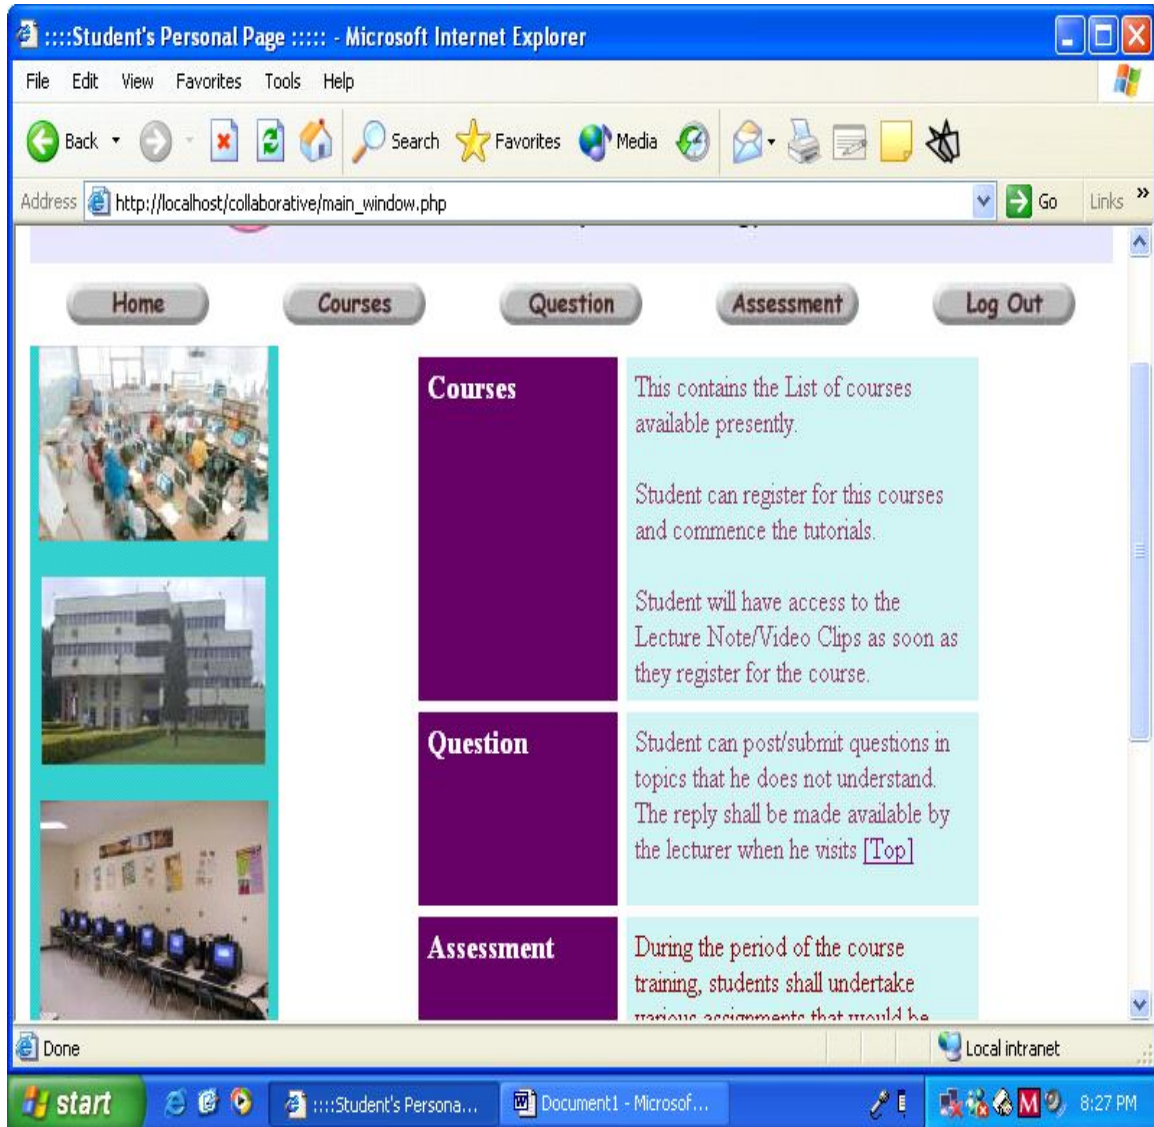 ::::Student's Personal Page ::::: - Microsoft Internet Explorer
File Edit View Favorites Tools Help
Back Search Favorites Media
Address http://localhost/collaborative/main_window.php Go Links »
Home Courses Question Assessment Log Out
Courses
This contains the List of courses
available presently.
Student can register for this courses
and commence the tutorials.
Student will have access to the
Lecture Note/Video Clips as soon as
they register for the course.
Question
Student can post/submit questions in
topics that he does not understand.
The reply shall be made available by
the lecturer when he visits [Top]
Assessment
During the period of the course
training, students shall undertake
various assignments that would be
Done Local intranet
start ::::Student's Persona... Document1 - Microsof... M 8:27 PM